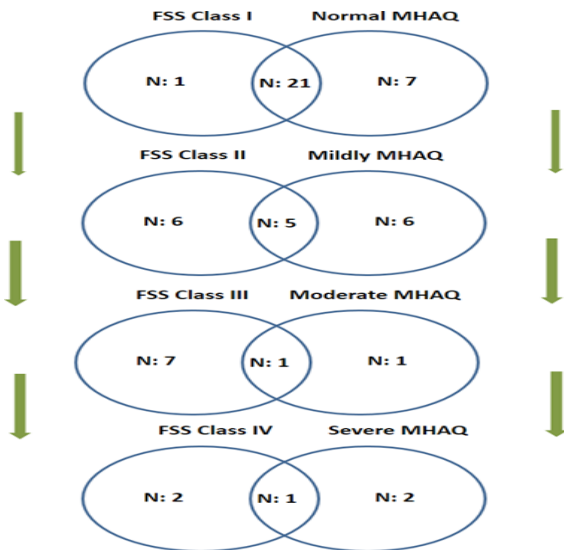 FSS Class I Normal MHAQ
N: 1 N: 21 N: 7
FSS Class II Mildly MHAQ
N: 6 N: 5 N: 6
FSS Class III Moderate MHAQ
N: 7 N: 1 N: 1
FSS Class IV Severe MHAQ
N: 2 N: 1 N: 2